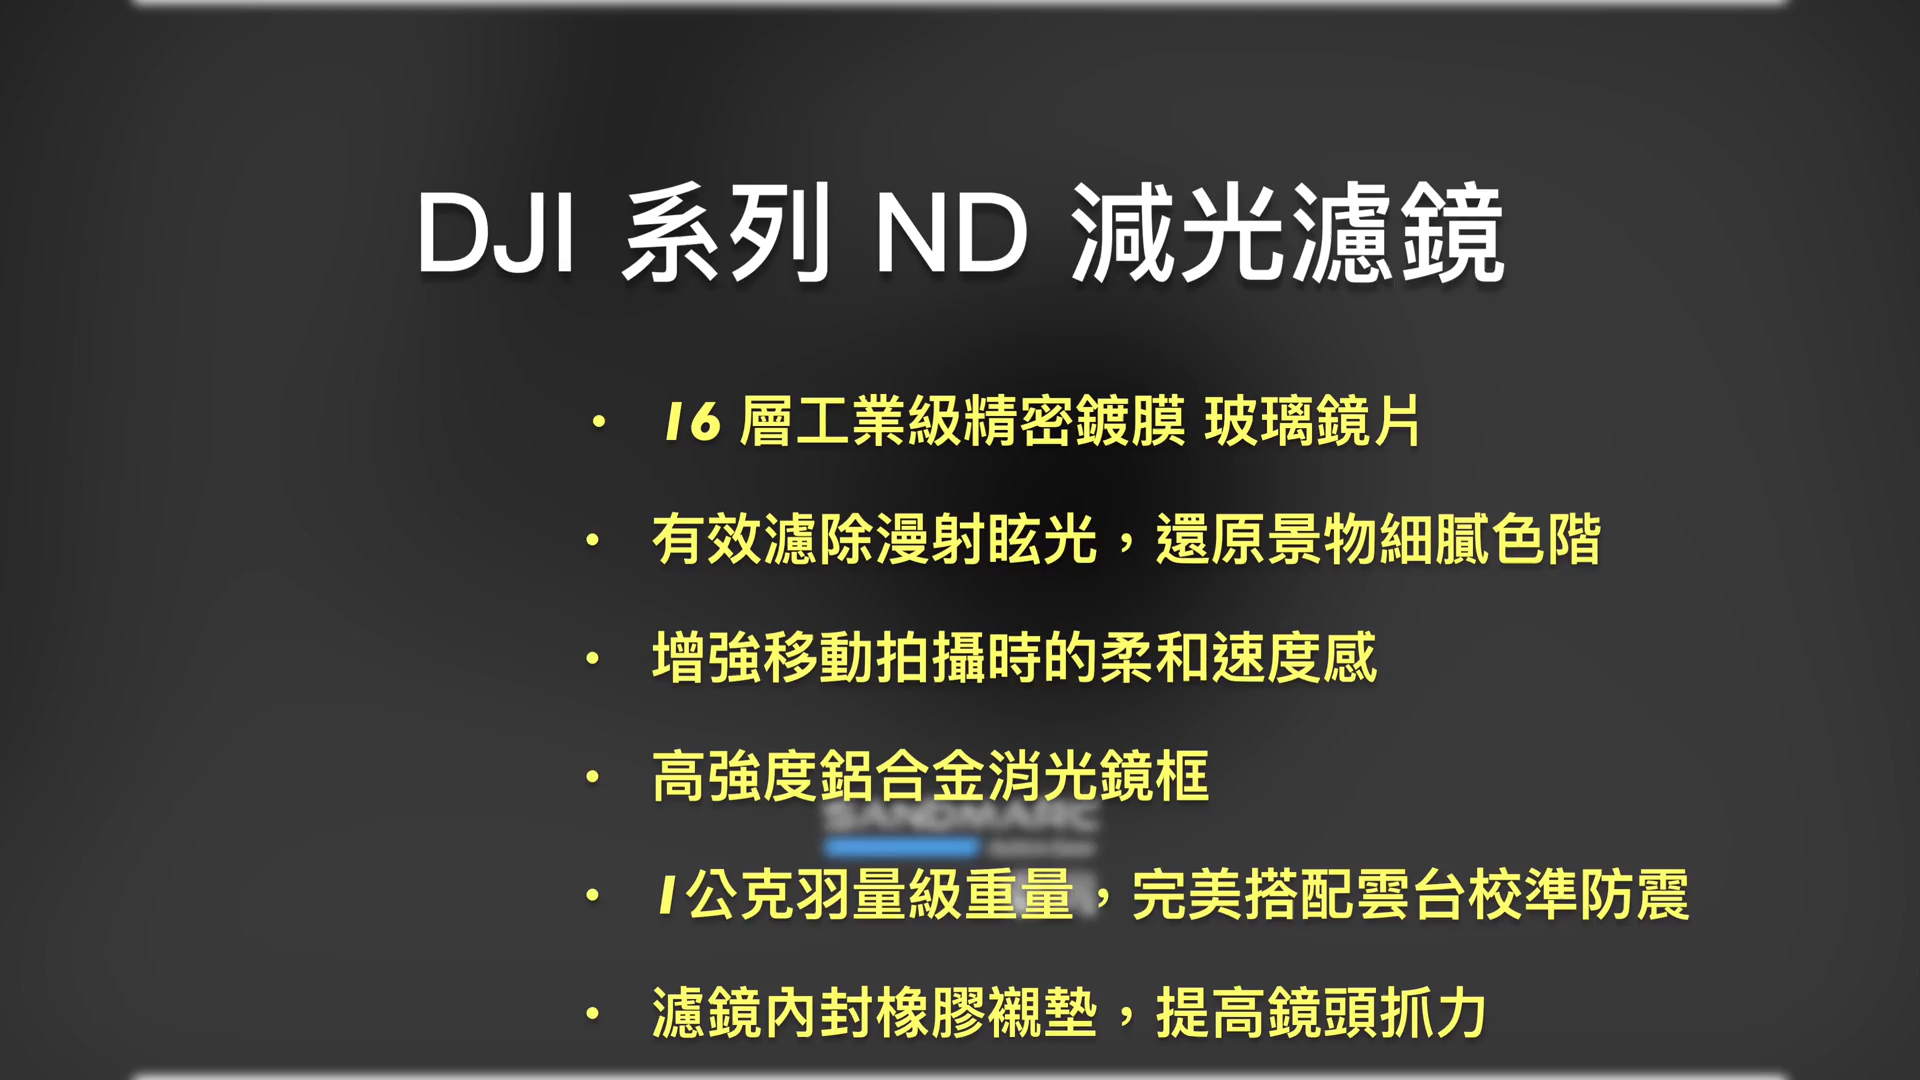 DJI 系列 ND 減光濾鏡
• 16 層工業級精密鍍膜 玻璃鏡片
• 有效濾除漫射眩光，還原景物細膩色階
• 增強移動拍攝時的柔和速度感
• 高強度鋁合金消光鏡框
SANDMARC
• 1公克羽量級重量，完美搭配雲台校準防震
• 濾鏡內封橡膠襯墊，提高鏡頭抓力